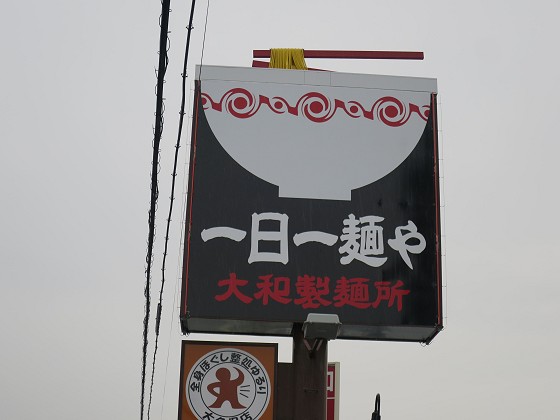 一日一麺や
大和製麺所
全身ほぐし整処ゆるり